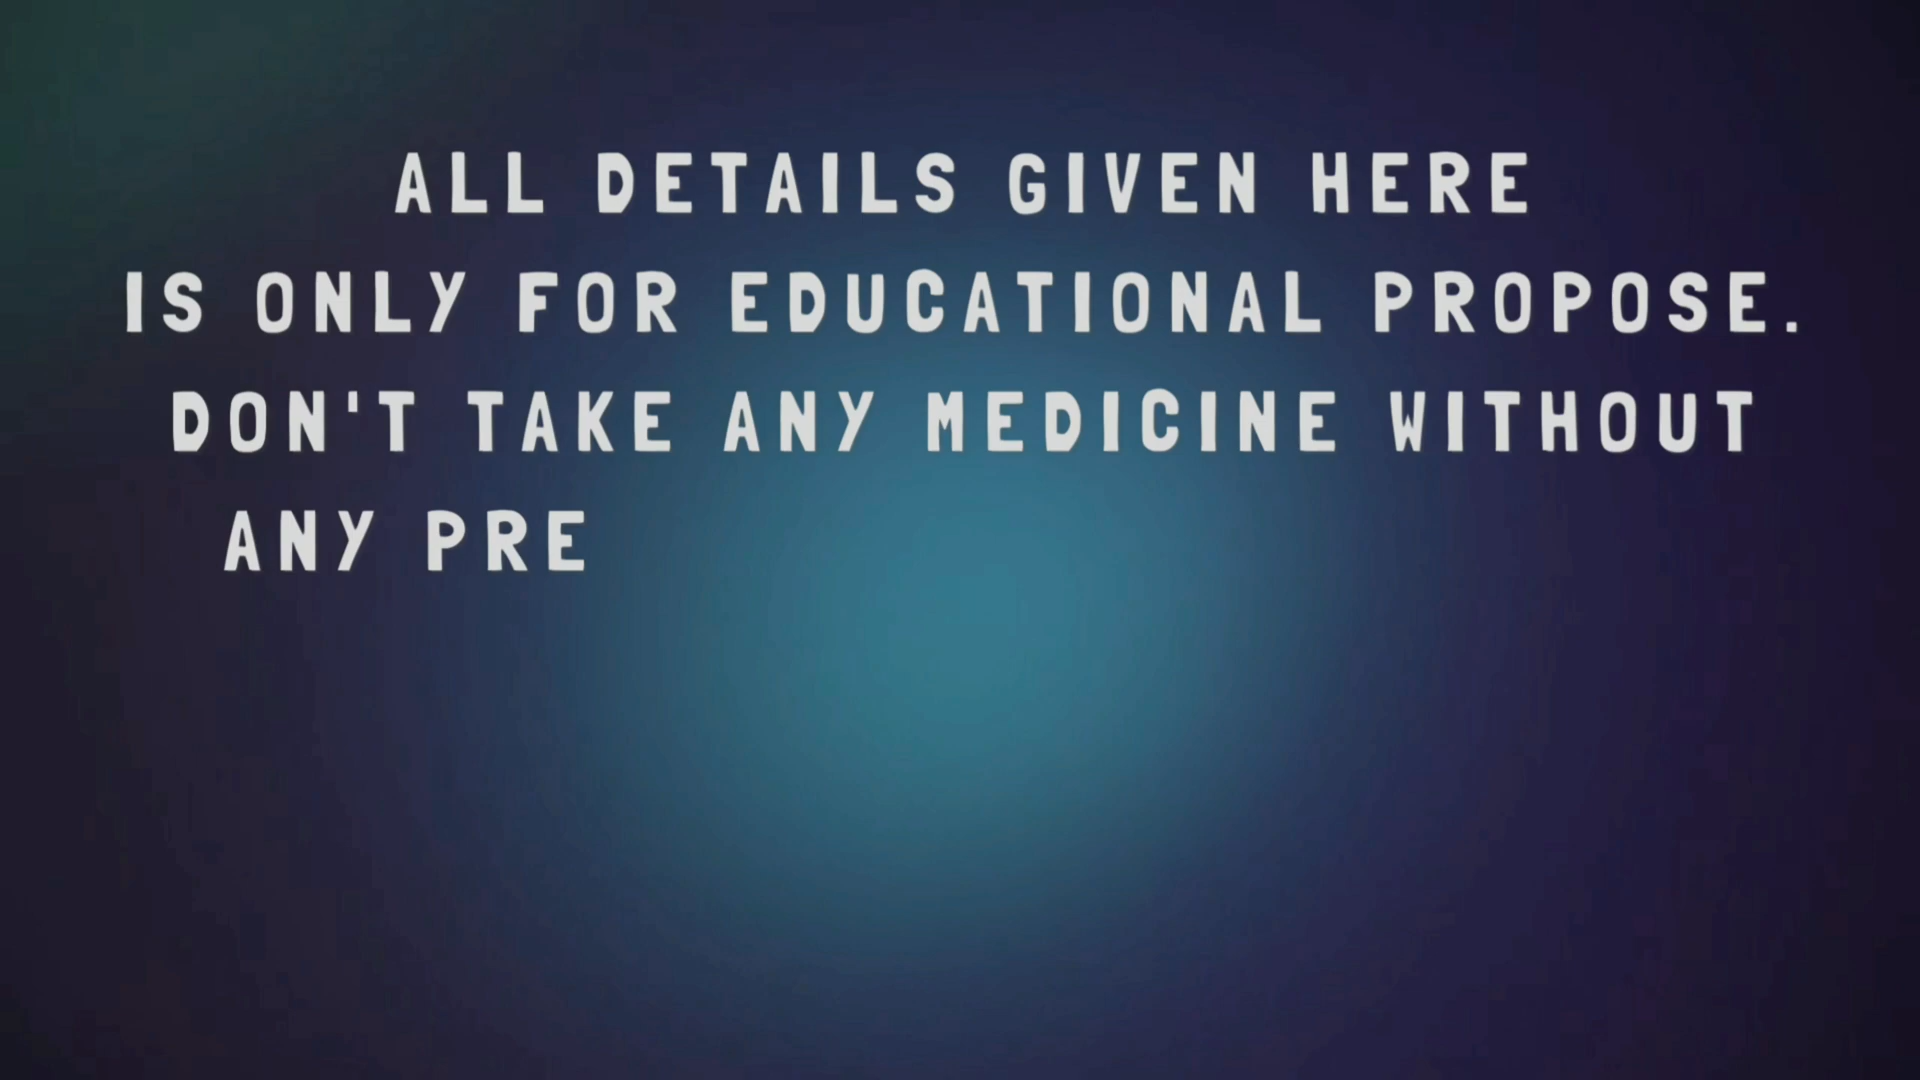 ALL DETAILS GIVEN HERE
IS ONLY FOR EDUCATIONAL PROPOSE.
DON'T TAKE ANY MEDICINE WITHOUT
ANY PRE